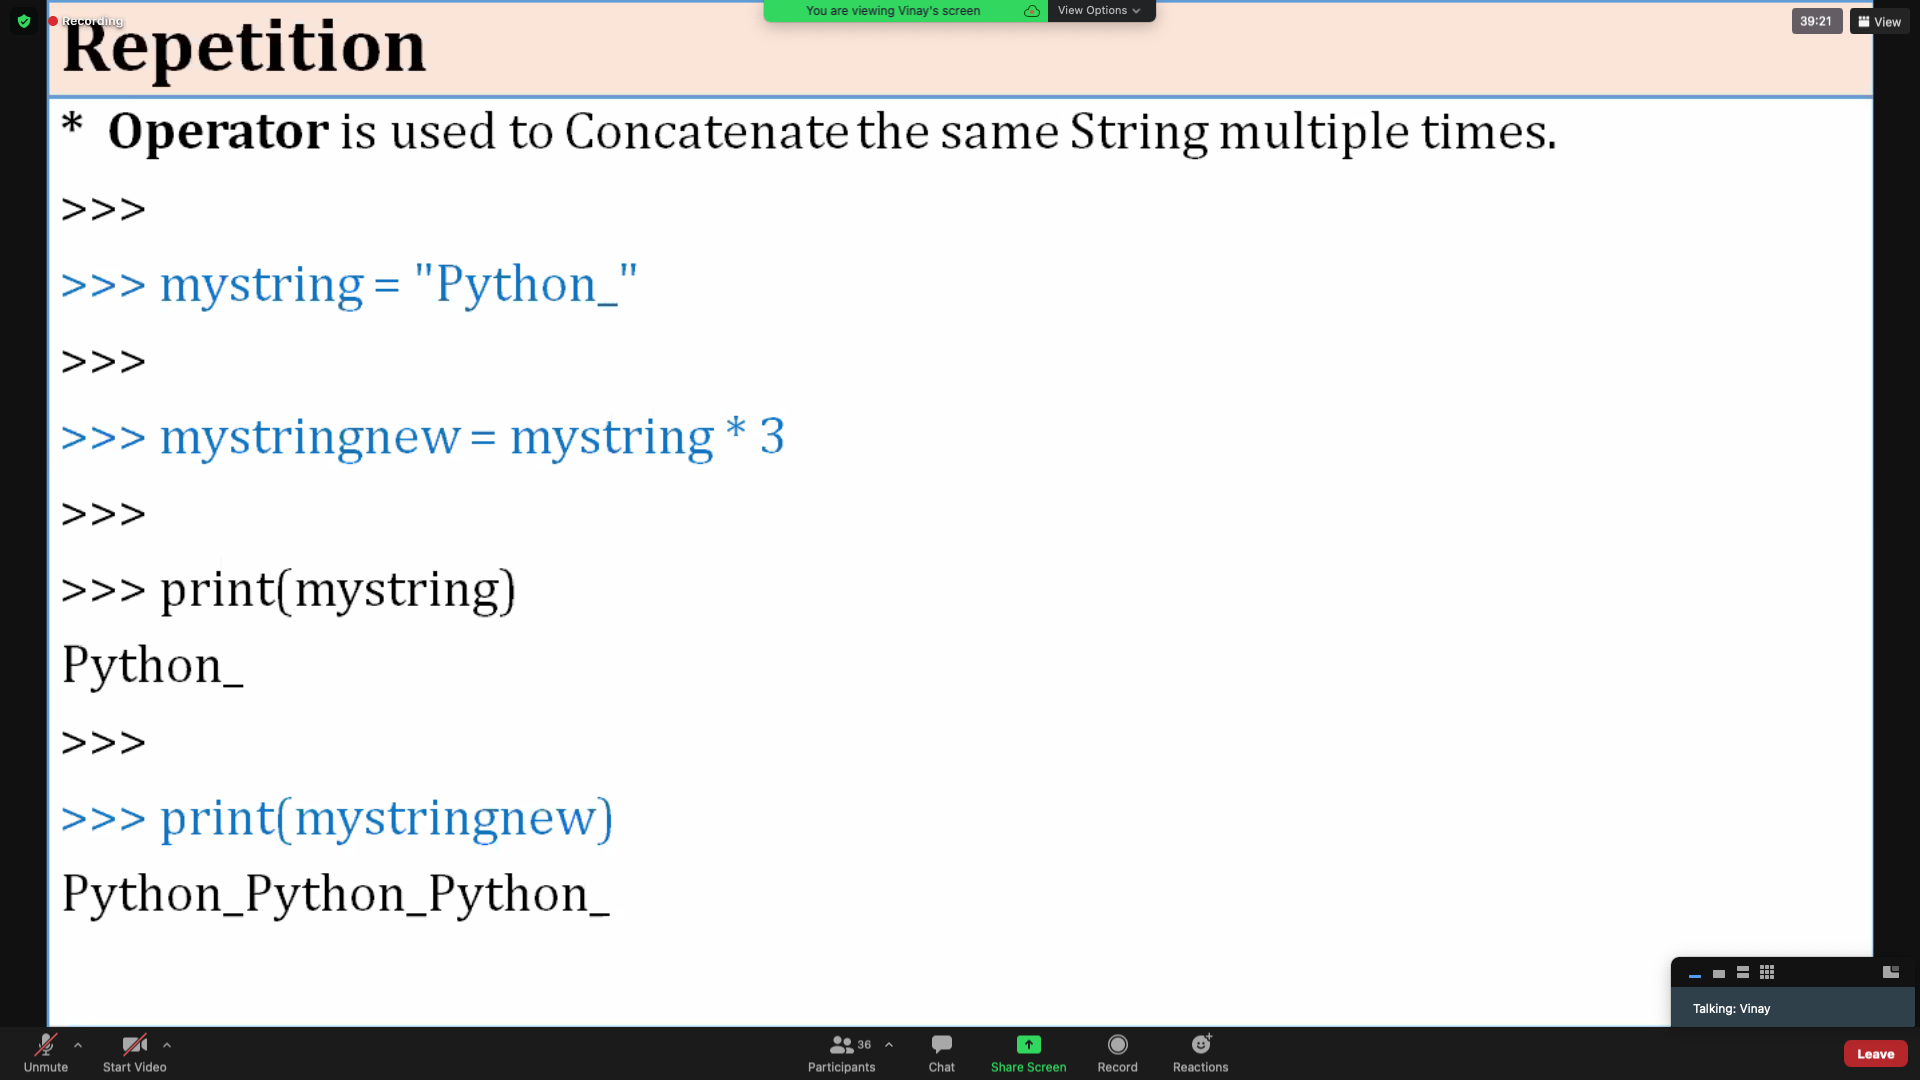 Recording
You are viewing Vinay's screen
View Options
39:21
View
Repetition
* Operator is used to Concatenate the same String multiple times.
>>>
>>> mystring = "Python_"
>>>
>>> mystringnew = mystring * 3
>>>
>>> print(mystring)
Python_
>>>
>>> print(mystringnew)
Python_Python_Python_
Talking: Vinay
Unmute
Start Video
36
Participants
Chat
Share Screen
Record
Reactions
Leave